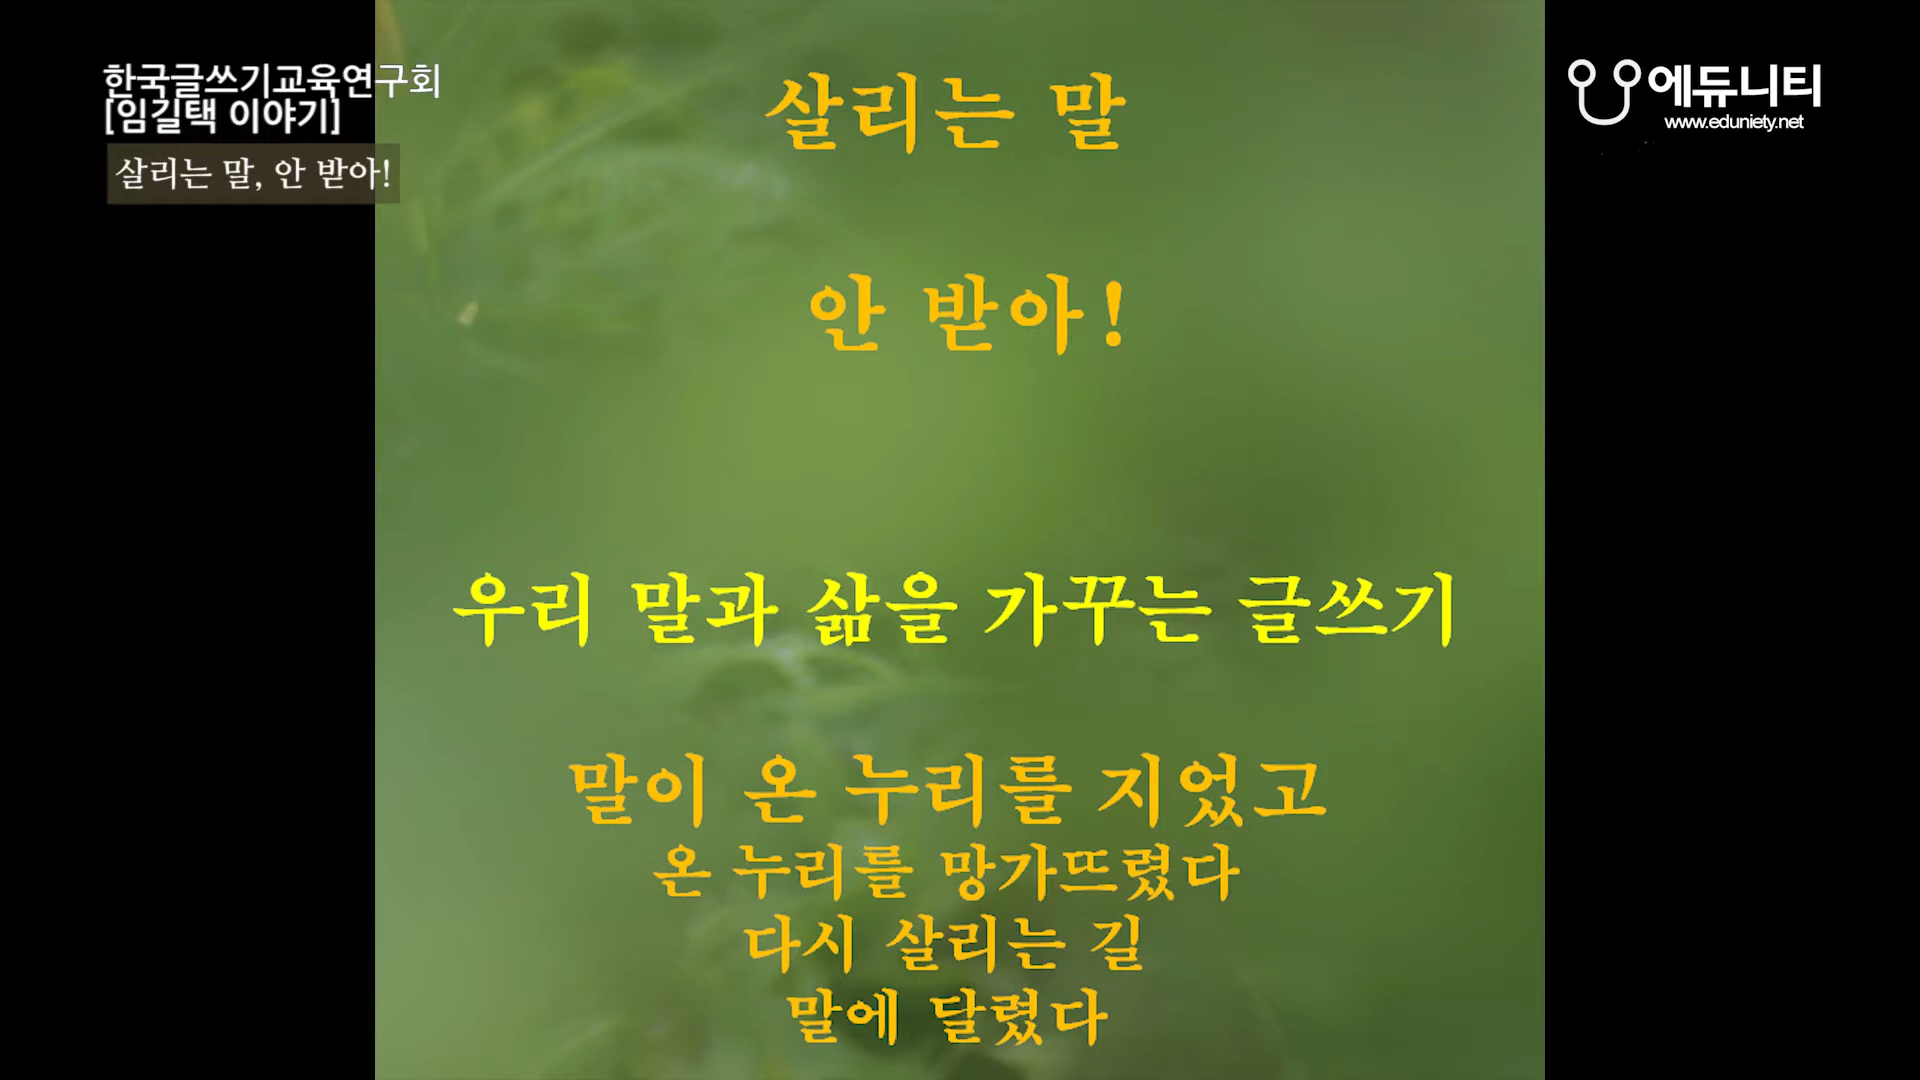 한국글쓰기교육연구회
[임길택 이야기]
살리는 말, 안 받아!
에듀니티
www.eduniety.net
살리는 말
안 받아!
우리 말과 삶을 가꾸는 글쓰기
말이 온 누리를 지었고
온 누리를 망가뜨렸다
다시 살리는 길
말에 달렸다